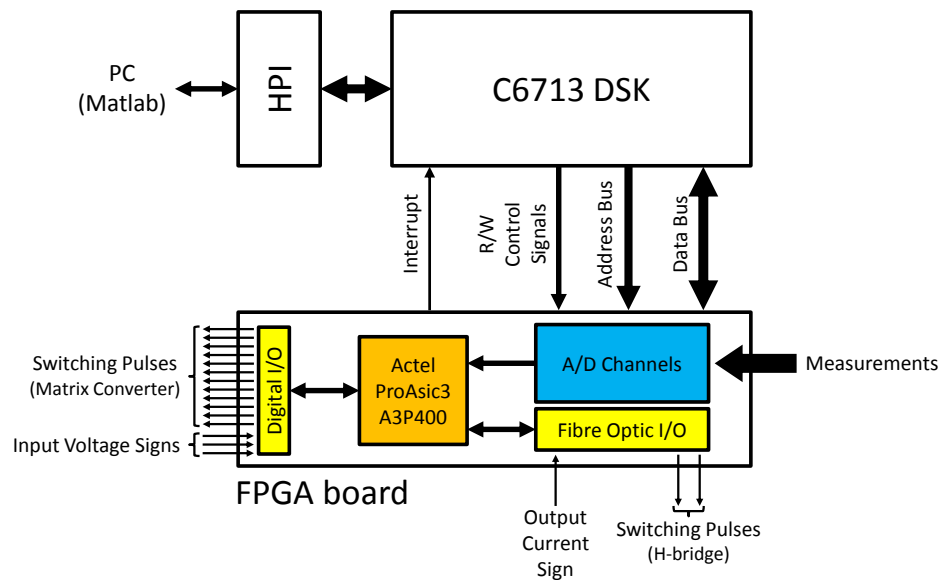 PC
(Matlab)
HPI
C6713 DSK
Interrupt
R/W
Control
Signals
Address Bus
Data Bus
Switching Pulses
(Matrix Converter)
Input Voltage Signs
Digital I/O
Actel
ProAsic3
A3P400
A/D Channels
Fibre Optic I/O
Measurements
FPGA board
Output
Current
Sign
Switching Pulses
(H-bridge)